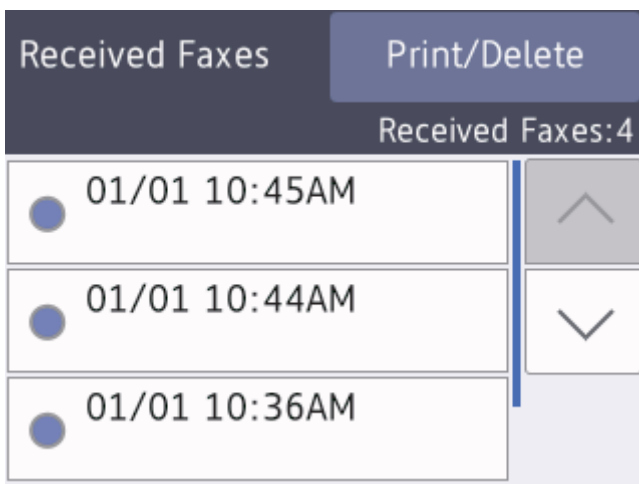 Received Faxes
Print/Delete
Received Faxes:4
01/01 10:45AM
01/01 10:44AM
01/01 10:36AM